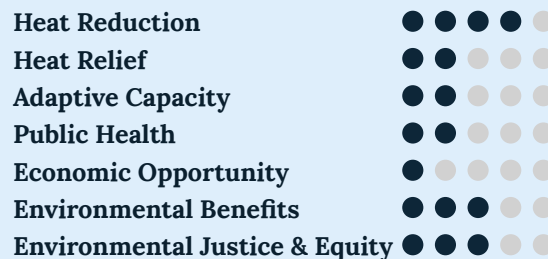 Heat Reduction
Heat Relief
Adaptive Capacity
Public Health
Economic Opportunity
Environmental Benefits
Environmental Justice & Equity